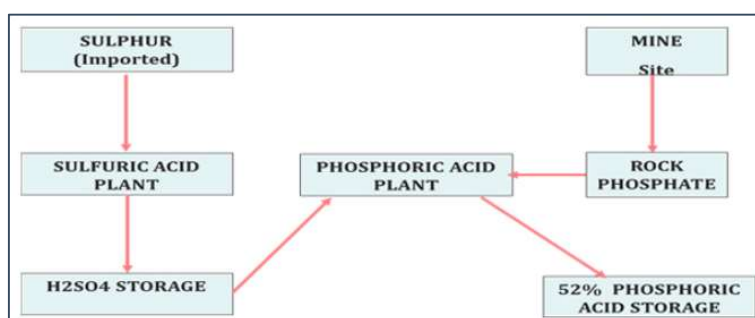 SULPHUR
(Imported)
MINE
Site
SULFURIC ACID
PLANT
PHOSPHORIC ACID
PLANT
ROCK
PHOSPHATE
H2SO4 STORAGE
52% PHOSPHORIC
ACID STORAGE